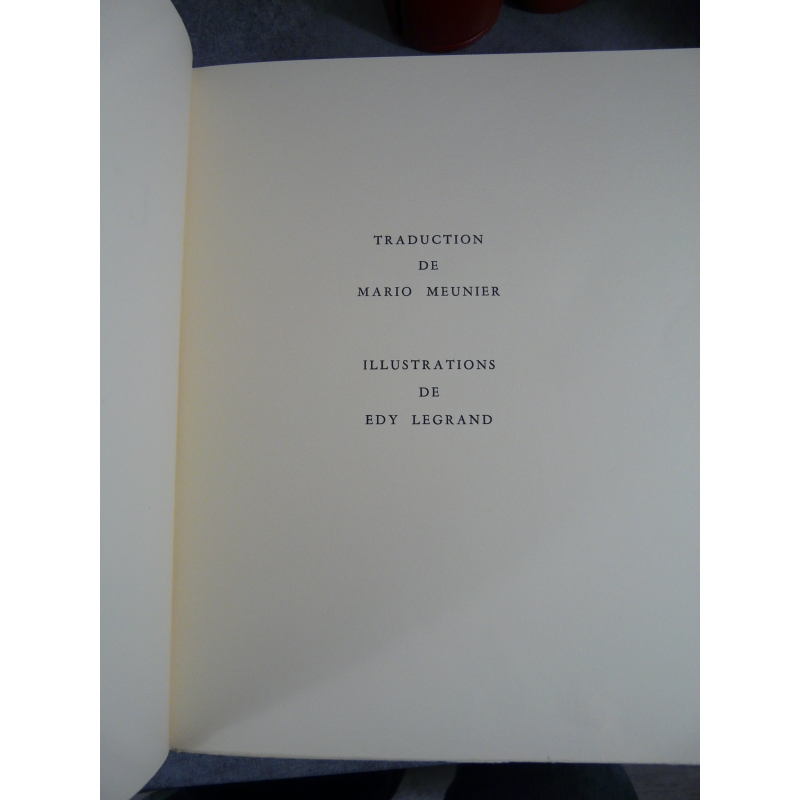 TRADUCTION
DE
MARIO MEUNIER
ILLUSTRATIONS
DE
EDY LEGRAND